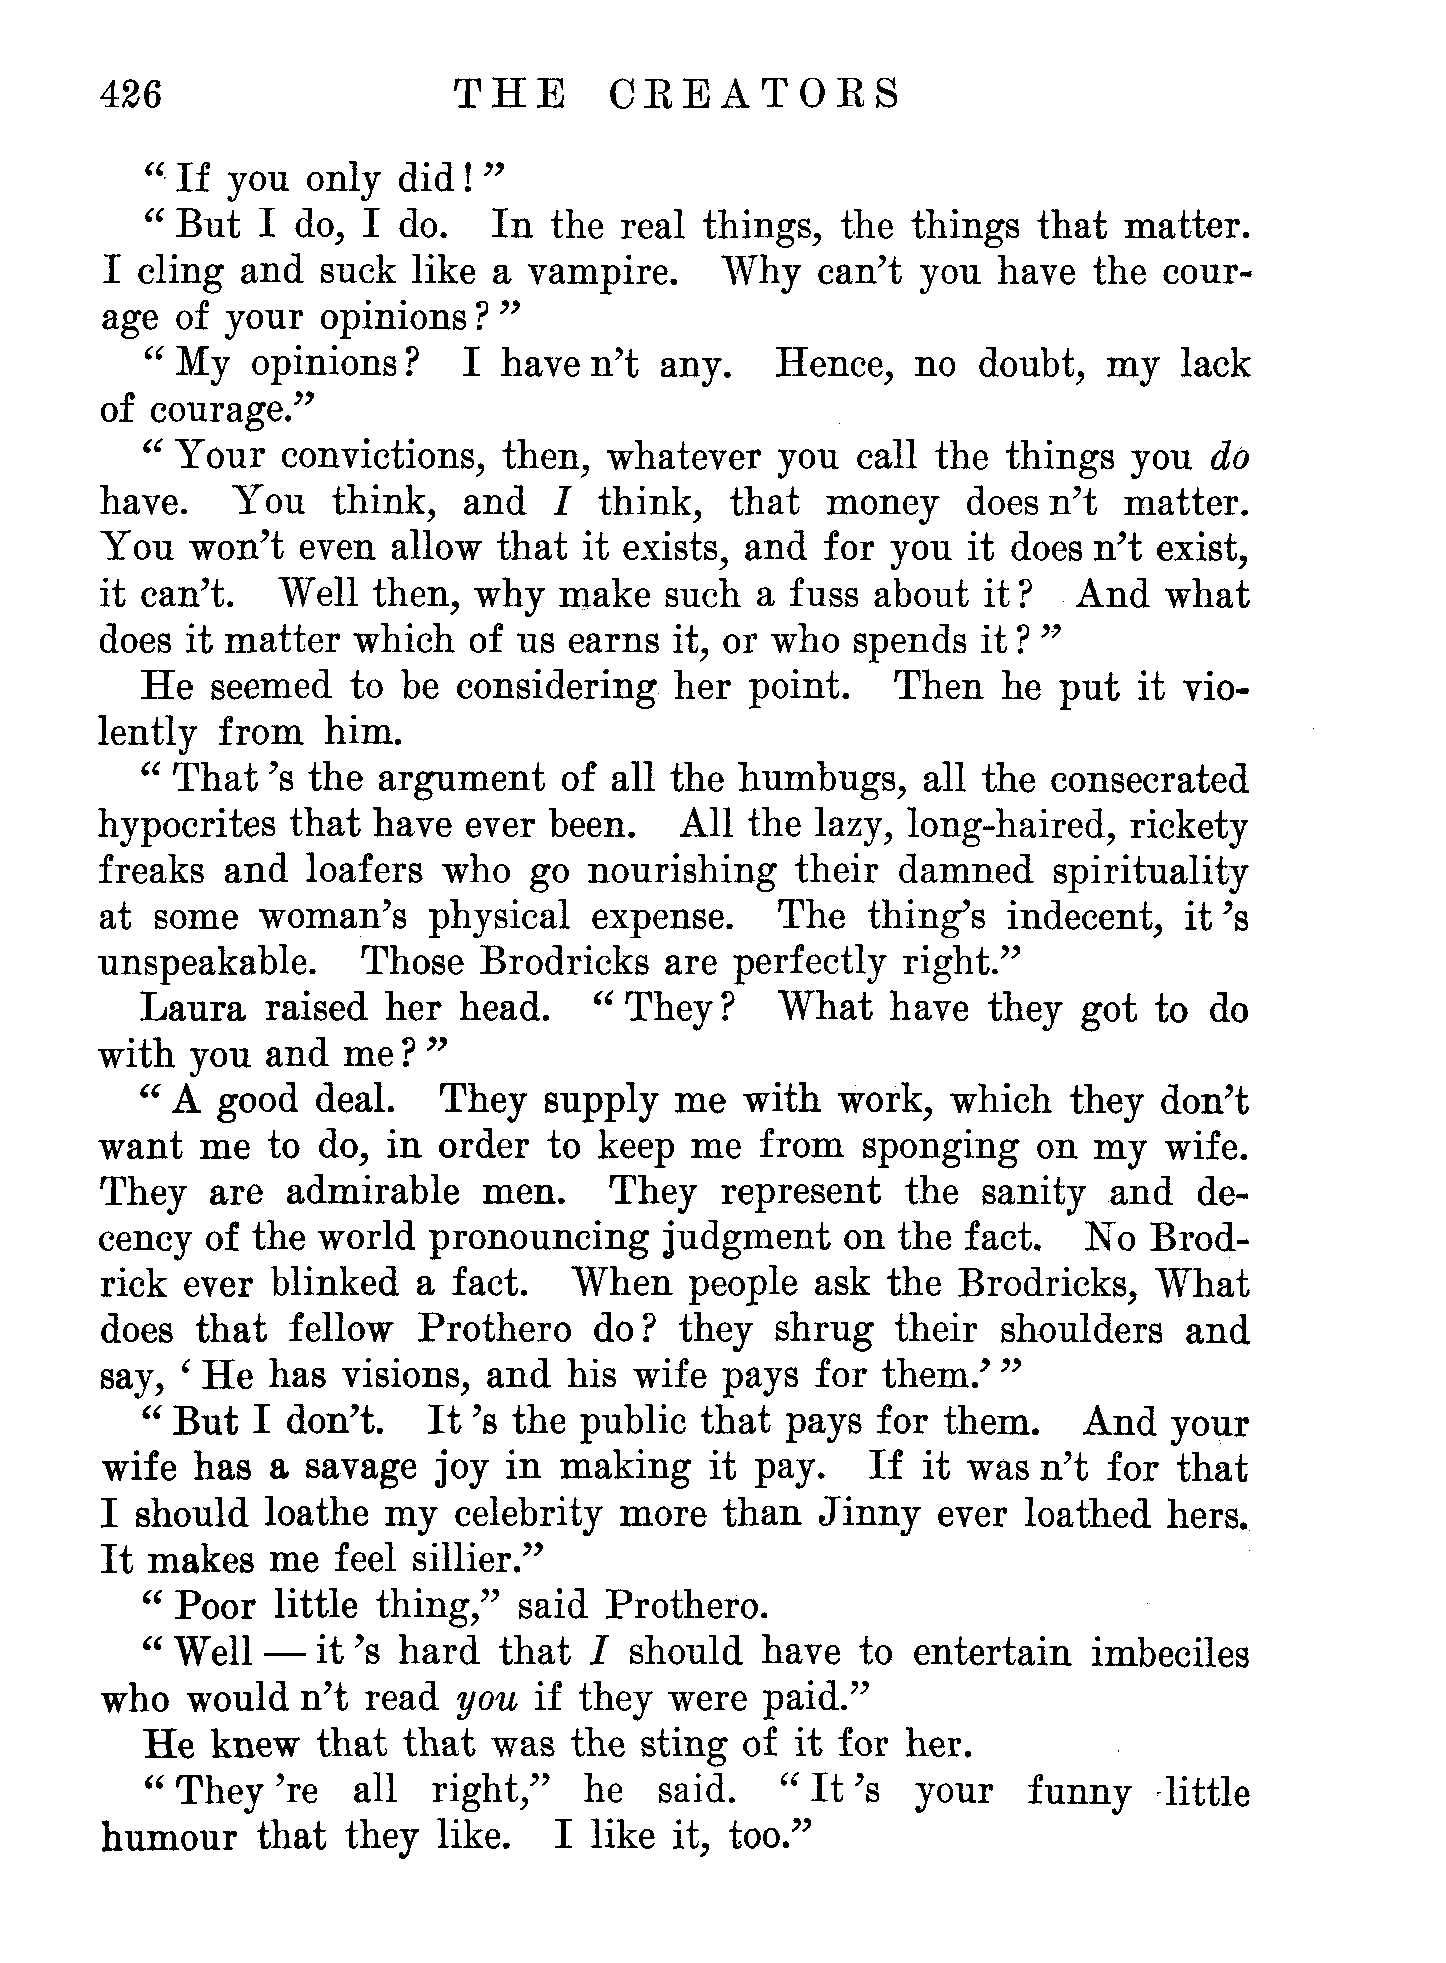 426 THE CREATORS
“ If you only did! ”
“ But I do, I do. In the real things, the things that matter.
I cling and suck like a vampire. Why can’t you have the cour-
age of your opinions? ”
“ My opinions? I have n’t any. Hence, no doubt, my lack
of courage.”
“ Your convictions, then, whatever you call the things you do
have. You think, and I think, that money does n’t matter.
You won’t even allow that it exists, and for you it does n’t exist,
it can’t. Well then, why make such a fuss about it? And what
does it matter which of us earns it, or who spends it? ”
He seemed to be considering her point. Then he put it vio-
lently from him.
“ That ’s the argument of all the humbugs, all the consecrated
hypocrites that have ever been. All the lazy, long-haired, rickety
freaks and loafers who go nourishing their damned spirituality
at some woman’s physical expense. The thing’s indecent, it ’s
unspeakable. Those Brodricks are perfectly right.”
Laura raised her head. “ They? What have they got to do
with you and me? ”
“ A good deal. They supply me with work, which they don’t
want me to do, in order to keep me from sponging on my wife.
They are admirable men. They represent the sanity and de-
cency of the world pronouncing judgment on the fact. No Brod-
rick ever blinked a fact. When people ask the Brodricks, What
does that fellow Prothero do? they shrug their shoulders and
say, ‘ He has visions, and his wife pays for them.’ ”
“ But I don’t. It ’s the public that pays for them. And your
wife has a savage joy in making it pay. If it was n’t for that
I should loathe my celebrity more than Jinny ever loathed hers.
It makes me feel sillier.”
“ Poor little thing,” said Prothero.
“ Well — it ’s hard that I should have to entertain imbeciles
who would n’t read you if they were paid.”
He knew that that was the sting of it for her.
“ They ’re all right,” he said. “ It ’s your funny little
humour that they like. I like it, too.”